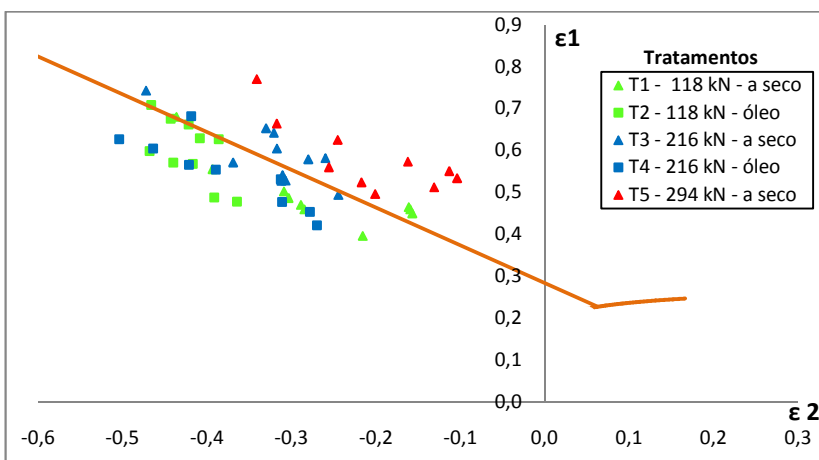 0,9
ε1
0,8
0,7
0,6
0,5
0,4
0,3
0,2
0,1
0,0
Tratamentos
T1 - 118 kN - a seco
T2 - 118 kN - óleo
T3 - 216 kN - a seco
T4 - 216 kN - óleo
T5 - 294 kN - a seco
ε 2
-0,6 -0,5 -0,4 -0,3 -0,2 -0,1 0,0 0,1 0,2 0,3